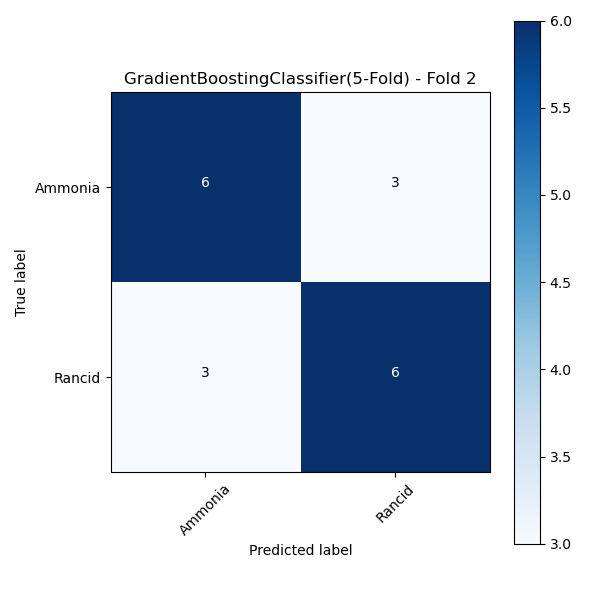 GradientBoostingClassifier(5-Fold) - Fold 2
6.0
5.5
5.0
4.5
4.0
3.5
3.0
True label
Ammonia
6 3
Rancid
3 6
Ammonia Rancid
Predicted label